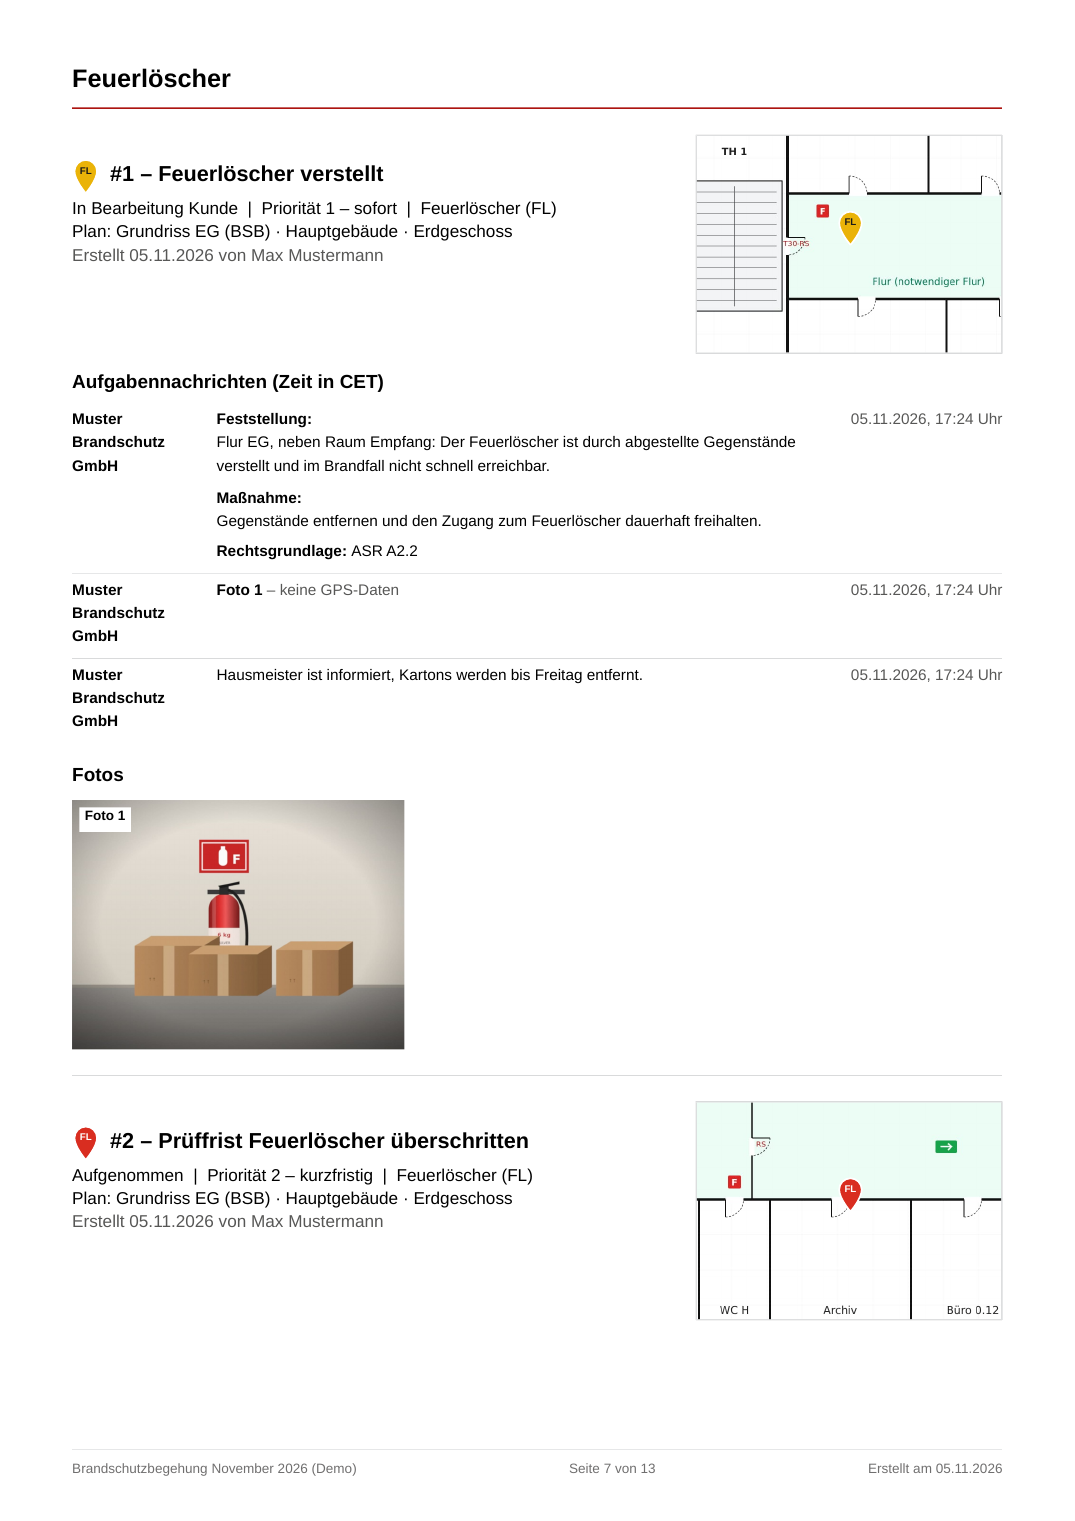 Feuerlöscher
FL
#1 – Feuerlöscher verstellt
In Bearbeitung Kunde | Priorität 1 – sofort | Feuerlöscher (FL)
Plan: Grundriss EG (BSB) · Hauptgebäude · Erdgeschoss
Erstellt 05.11.2026 von Max Mustermann
TH 1
F
FL
T30-RS
Flur (notwendiger Flur)
Aufgabennachrichten (Zeit in CET)
Muster Brandschutz GmbH
Feststellung:
05.11.2026, 17:24 Uhr
Flur EG, neben Raum Empfang: Der Feuerlöscher ist durch abgestellte Gegenstände
verstellt und im Brandfall nicht schnell erreichbar.
Maßnahme:
Gegenstände entfernen und den Zugang zum Feuerlöscher dauerhaft freihalten.
Rechtsgrundlage: ASR A2.2
Muster Brandschutz GmbH
Foto 1 – keine GPS-Daten
05.11.2026, 17:24 Uhr
Muster Brandschutz GmbH
Hausmeister ist informiert, Kartons werden bis Freitag entfernt.
05.11.2026, 17:24 Uhr
Fotos
Foto 1
F
6 kg
FL
#2 – Prüffrist Feuerlöscher überschritten
Aufgenommen | Priorität 2 – kurzfristig | Feuerlöscher (FL)
Plan: Grundriss EG (BSB) · Hauptgebäude · Erdgeschoss
Erstellt 05.11.2026 von Max Mustermann
RS
F
FL
WC H
Archiv
Büro 0.12
Brandschutzbegehung November 2026 (Demo)
Seite 7 von 13
Erstellt am 05.11.2026